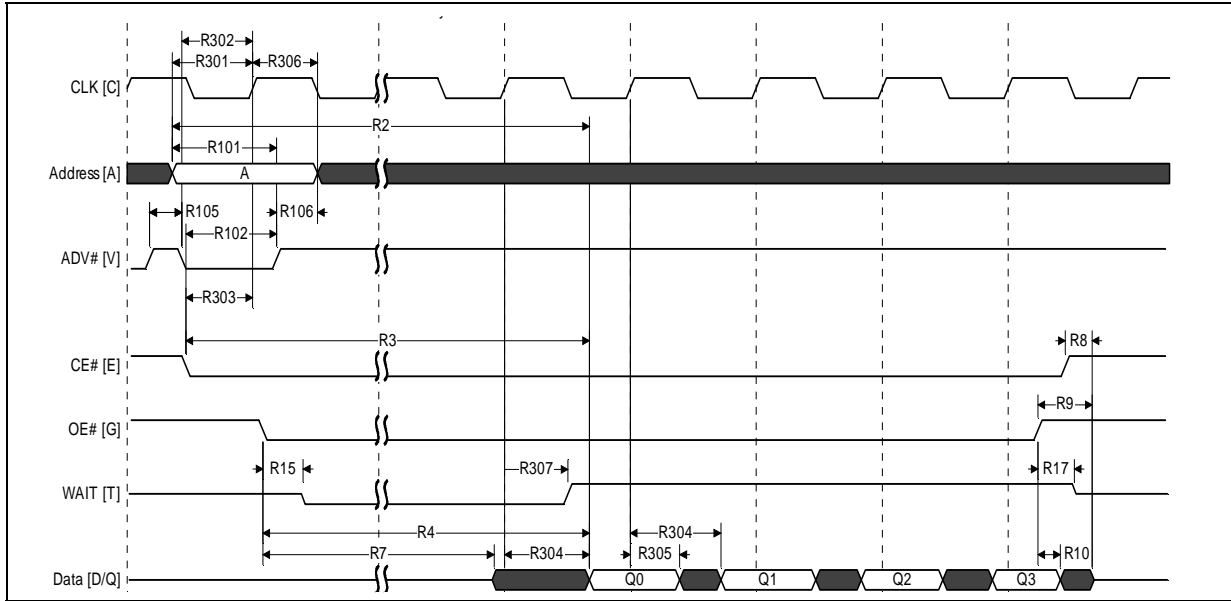 R302
R301 R306
CLK [C]
R2
R101
Address [A] A
R105 R106
R102
ADV# [V]
R303
R3
R8
CE# [E]
R9
OE# [G]
R15 R307 R17
WAIT [T]
R4 R304
R7 R304 R305 R10
Data [D/Q] Q0 Q1 Q2 Q3